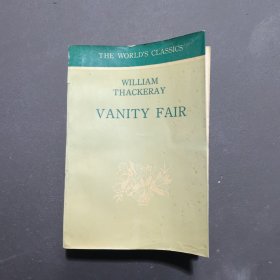 THE WORLD'S CLASSICS
WILLIAM
THACKERAY
VANITY FAIR